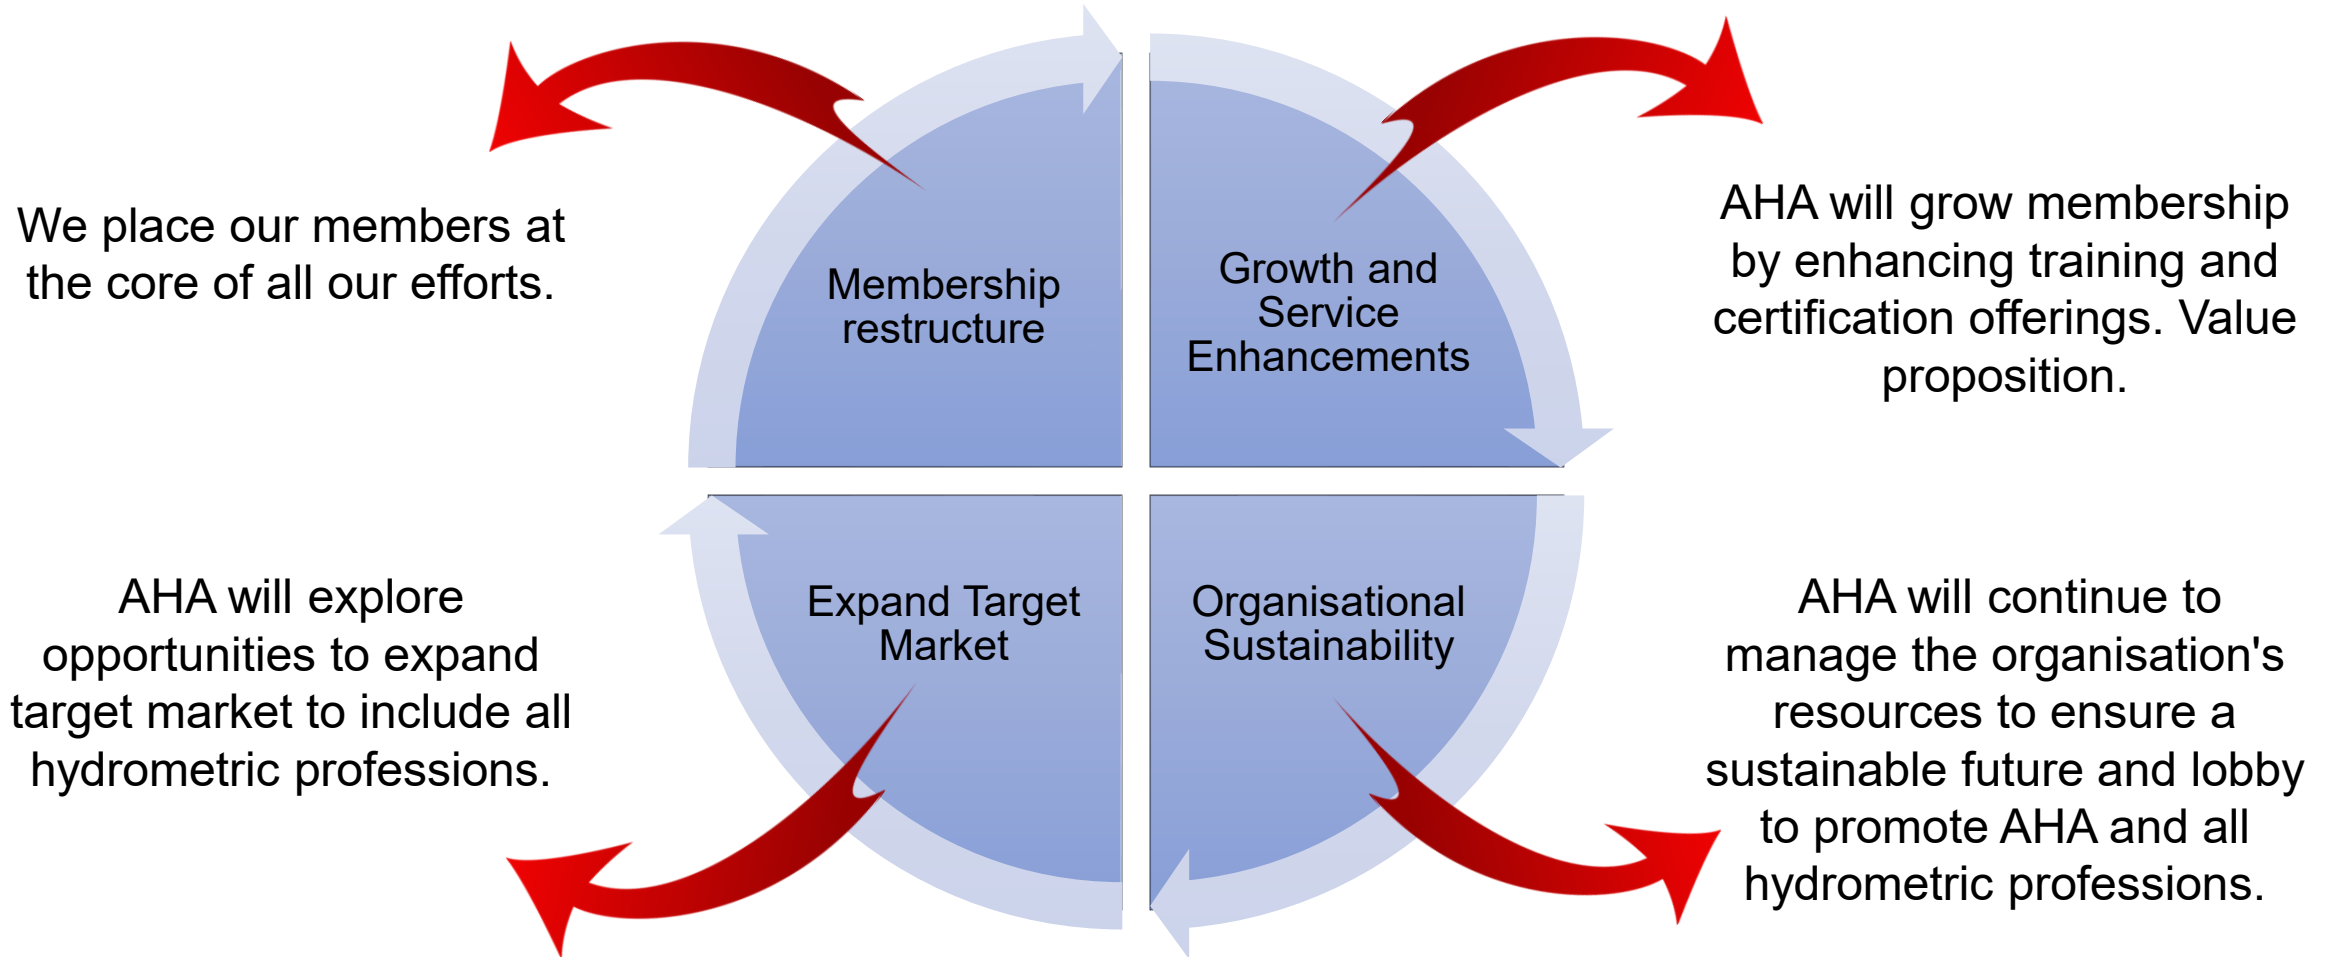 We place our members at
the core of all our efforts.
Membership
restructure
Growth and
Service
Enhancements
AHA will grow membership
by enhancing training and
certification offerings. Value
proposition.
AHA will explore
opportunities to expand
target market to include all
hydrometric professions.
Expand Target
Market
Organisational
Sustainability
AHA will continue to
manage the organisation's
resources to ensure a
sustainable future and lobby
to promote AHA and all
hydrometric professions.